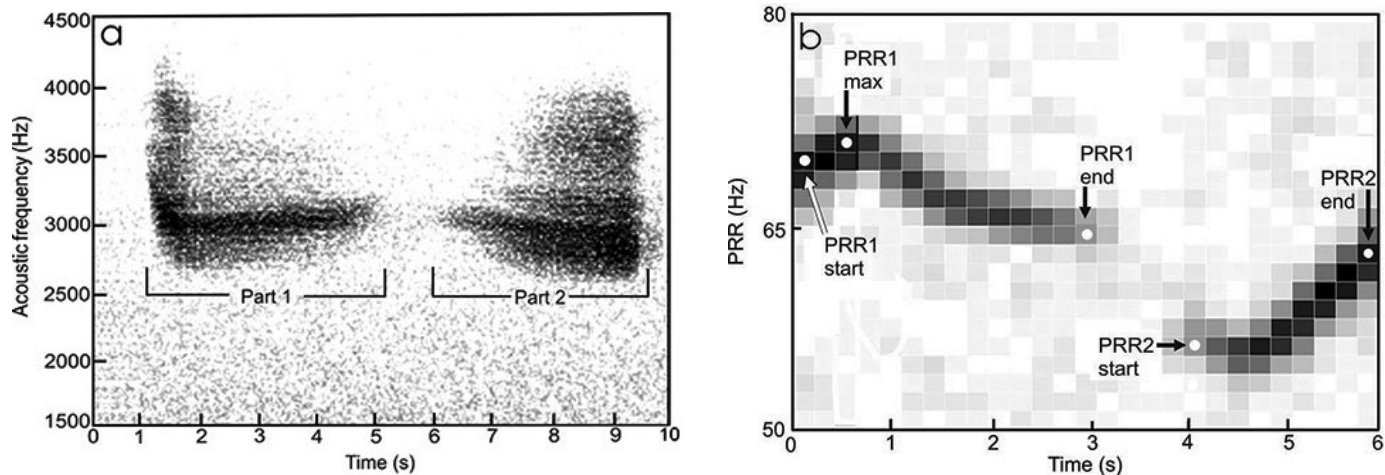 a
4500
4000
3500
3000
2500
2000
1500
Acoustic frequency (Hz)
Part 1
Part 2
0 1 2 3 4 5 6 7 8 9 10
Time (s)
b
80
65
50
PRR (Hz)
PRR1
max
PRR1
start
PRR1
end
PRR2
start
PRR2
end
0 1 2 3 4 5 6
Time (s)